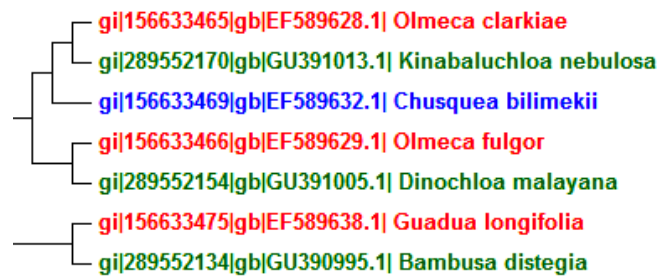 gi|156633465|gb|EF589628.1| Olmeca clarkiae
gi|289552170|gb|GU391013.1| Kinabaluchloa nebulosa
gi|156633469|gb|EF589632.1| Chusquea bilimekii
gi|156633466|gb|EF589629.1| Olmeca fulgor
gi|289552154|gb|GU391005.1| Dinochloa malayana
gi|156633475|gb|EF589638.1| Guadua longifolia
gi|289552134|gb|GU390995.1| Bambusa distegia